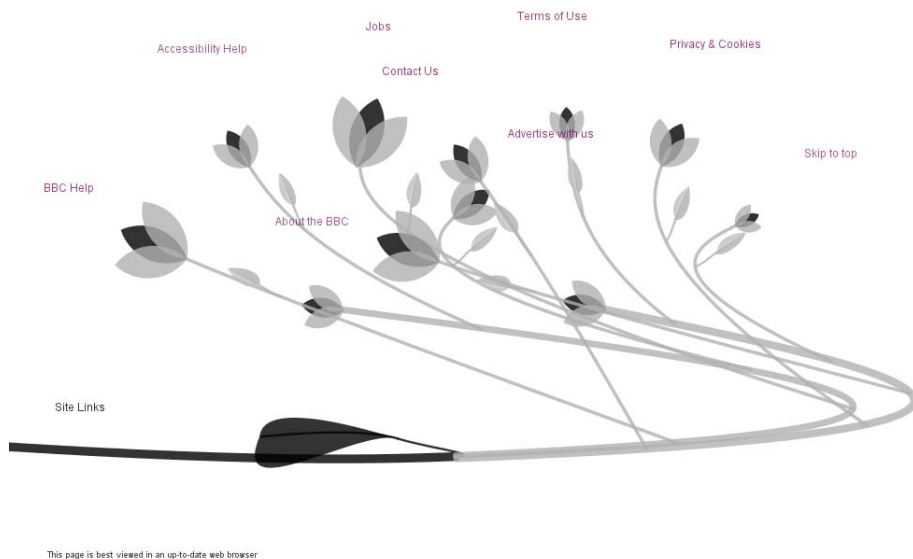 Terms of Use
Jobs
Privacy & Cookies
Accessibility Help
Contact Us
Advertise with us
Skip to top
BBC Help
About the BBC
Site Links
This page is best viewed in an up-to-date web browser